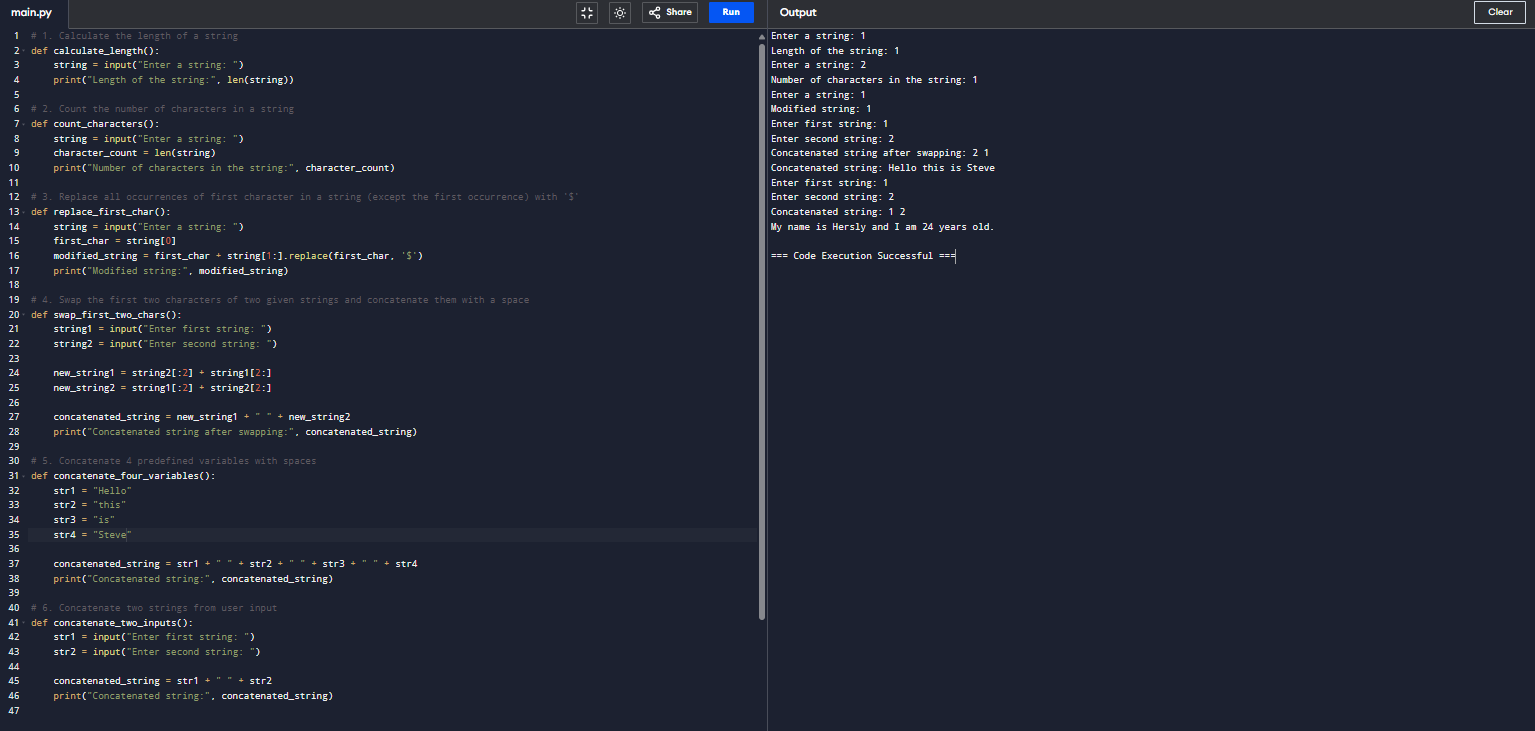 main.py
Share
Run
Output
Clear
1 # 1. Calculate the length of a string
2 def calculate_length():
3     string = input("Enter a string: ")
4     print("Length of the string:", len(string))
5
6 # 2. Count the number of characters in a string
7 def count_characters():
8     string = input("Enter a string: ")
9     character_count = len(string)
10     print("Number of characters in the string:", character_count)
11
12 # 3. Replace all occurrences of first character in a string (except the first occurrence) with '$'
13 def replace_first_char():
14     string = input("Enter a string: ")
15     first_char = string[0]
16     modified_string = first_char + string[1:].replace(first_char, '$')
17     print("Modified string:", modified_string)
18
19 # 4. Swap the first two characters of two given strings and concatenate them with a space
20 def swap_first_two_chars():
21     string1 = input("Enter first string: ")
22     string2 = input("Enter second string: ")
23
24     new_string1 = string2[:2] + string1[2:]
25     new_string2 = string1[:2] + string2[2:]
26
27     concatenated_string = new_string1 + " " + new_string2
28     print("Concatenated string after swapping:", concatenated_string)
29
30 # 5. Concatenate 4 predefined variables with spaces
31 def concatenate_four_variables():
32     str1 = "Hello"
33     str2 = "this"
34     str3 = "is"
35     str4 = "Steve"
36
37     concatenated_string = str1 + " " + str2 + " " + str3 + " " + str4
38     print("Concatenated string:", concatenated_string)
39
40 # 6. Concatenate two strings from user input
41 def concatenate_two_inputs():
42     str1 = input("Enter first string: ")
43     str2 = input("Enter second string: ")
44
45     concatenated_string = str1 + " " + str2
46     print("Concatenated string:", concatenated_string)
47
Enter a string: 1
Length of the string: 1
Enter a string: 2
Number of characters in the string: 1
Enter a string: 1
Modified string: 1
Enter first string: 1
Enter second string: 2
Concatenated string after swapping: 2 1
Concatenated string: Hello this is Steve
Enter first string: 1
Enter second string: 2
Concatenated string: 1 2
My name is Hersly and I am 24 years old.
=== Code Execution Successful ===